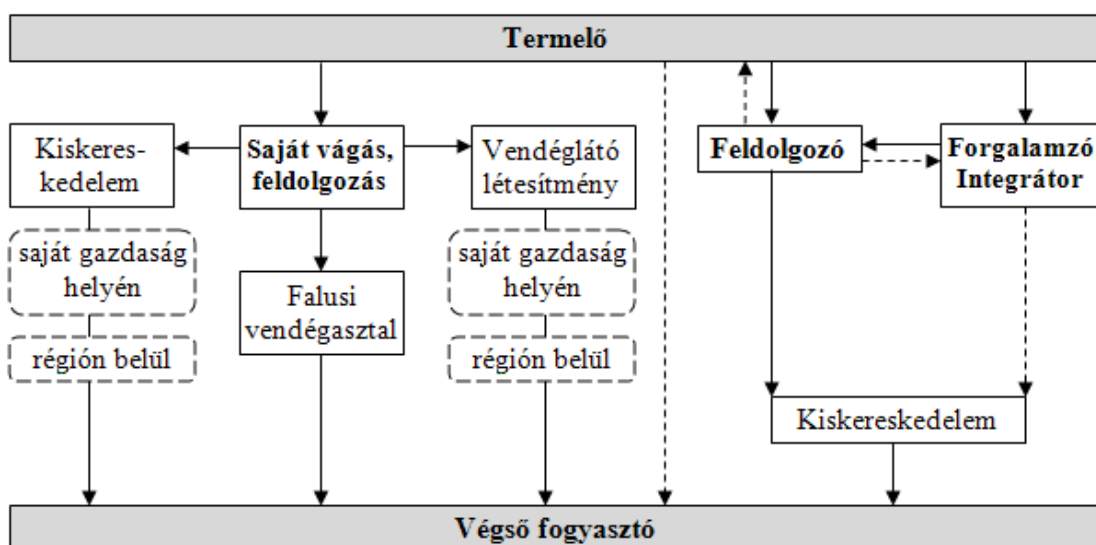 Termelő
Kiskeres-
kedelem
Saját vágás,
feldolgozás
Vendéglátó
létesítmény
Feldolgozó
Forgalamzó
Integrátor
saját gazdaság
helyén
Falusi
vendégasztal
saját gazdaság
helyén
régión belül
régión belül
Kiskereskedelem
Végső fogyasztó